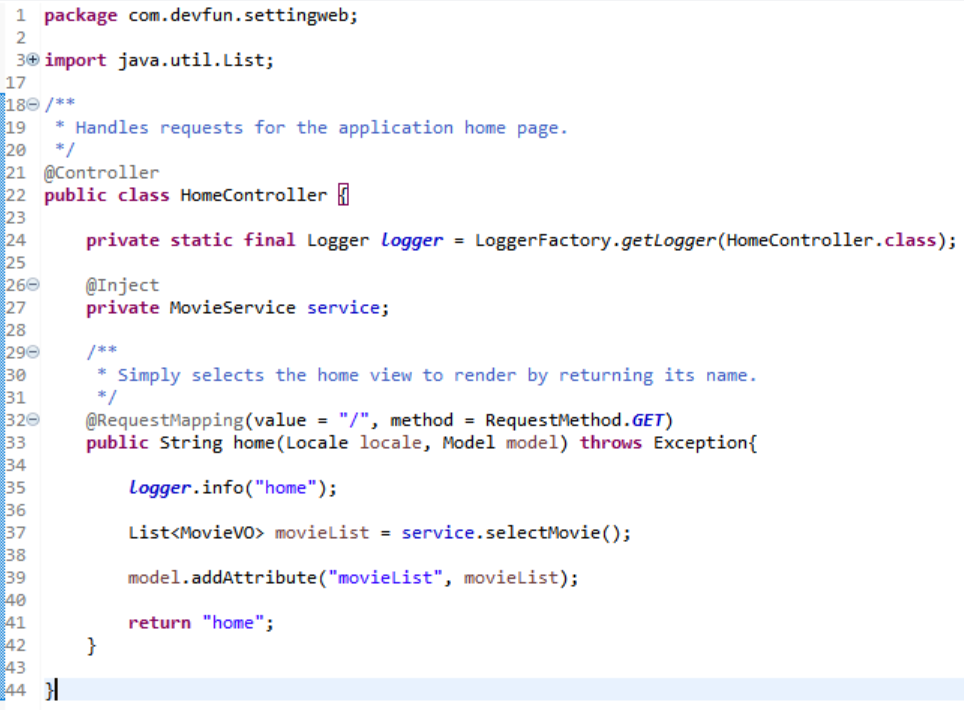 1 package com.devfun.settingweb;
2
3 import java.util.List;
17
18 /**
19  * Handles requests for the application home page.
20  */
21 @Controller
22 public class HomeController {
23
24     private static final Logger logger = LoggerFactory.getLogger(HomeController.class);
25
26     @Inject
27     private MovieService service;
28
29     /**
30      * Simply selects the home view to render by returning its name.
31      */
32     @RequestMapping(value = "/", method = RequestMethod.GET)
33     public String home(Locale locale, Model model) throws Exception{
34
35         logger.info("home");
36
37         List<MovieVO> movieList = service.selectMovie();
38
39         model.addAttribute("movieList", movieList);
40
41         return "home";
42     }
43
44 }